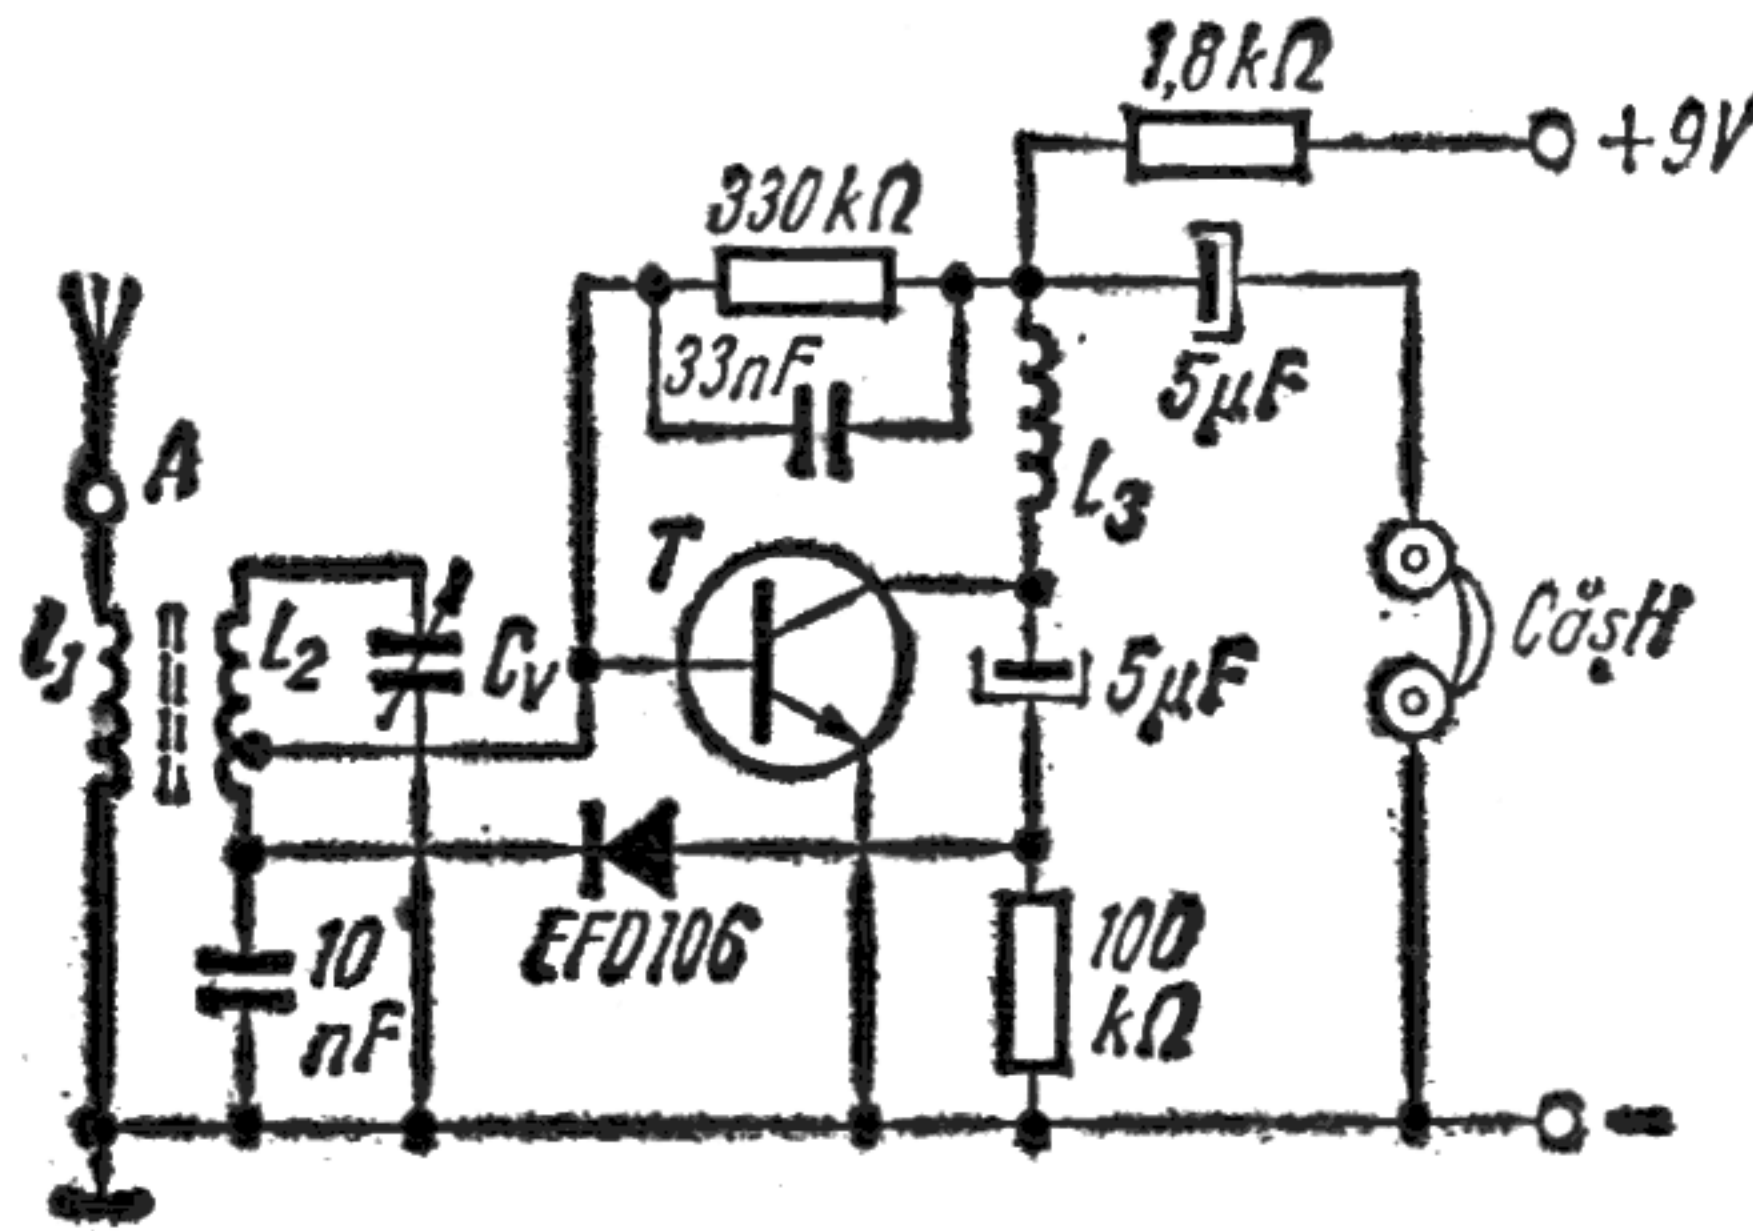 1,8kΩ
+9V
330kΩ
33nF
5µF
A
L3
T
L1
L2
Cv
5µF
Căşti
EFD106
10
nF
100
kΩ
-